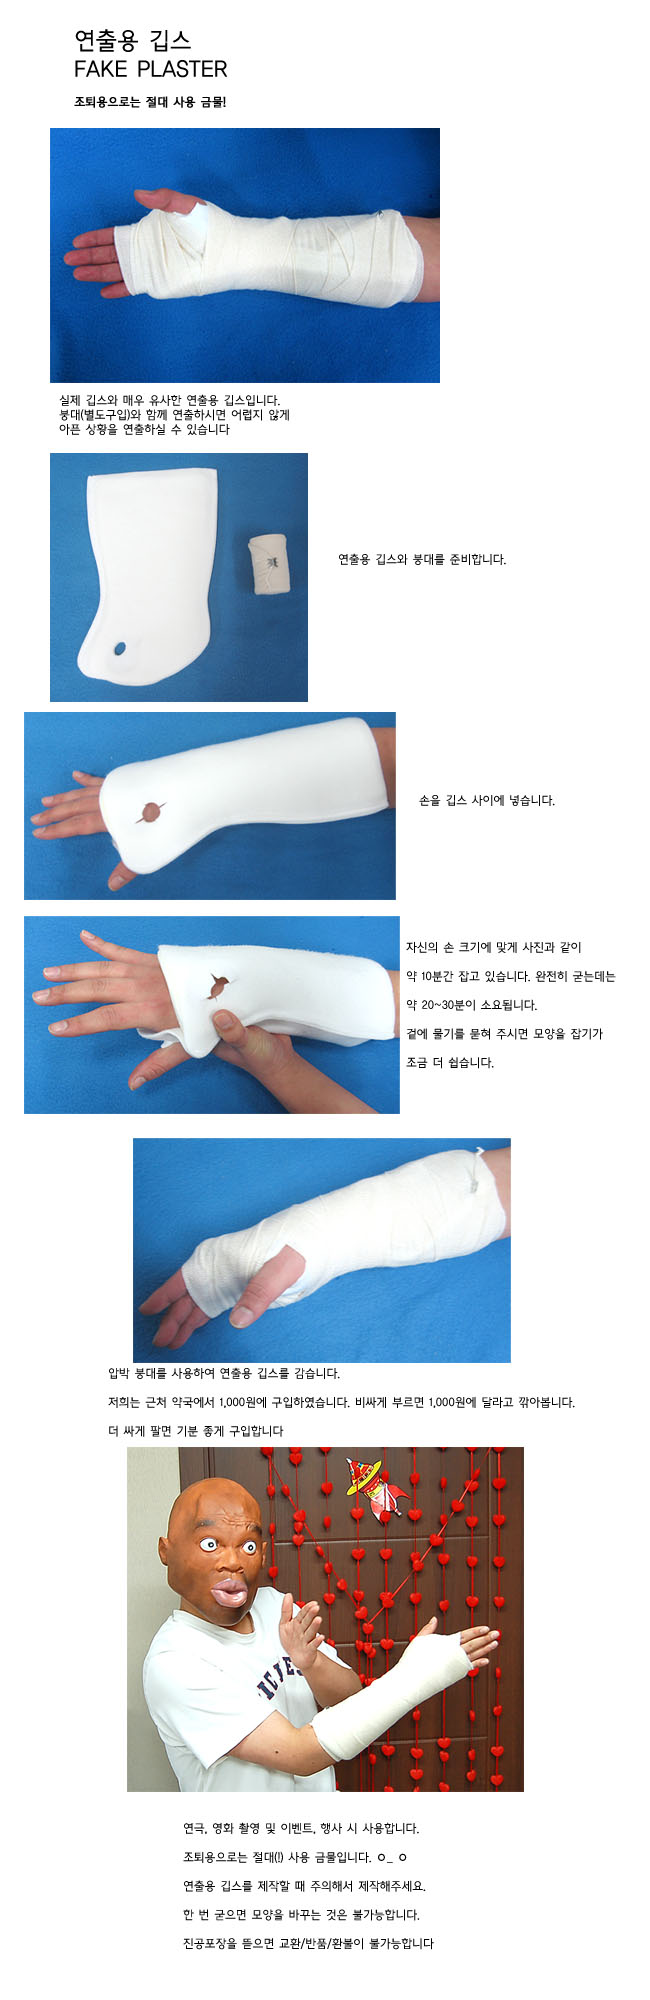 연출용 깁스
FAKE PLASTER
조퇴용으로는 절대 사용 금물!
실제 깁스와 매우 유사한 연출용 깁스입니다.
붕대(별도구입)와 함께 연출하시면 어렵지 않게
아픈 상황을 연출하실 수 있습니다
연출용 깁스와 붕대를 준비합니다.
손을 깁스 사이에 넣습니다.
자신의 손 크기에 맞게 사진과 같이
약 10분간 잡고 있습니다. 완전히 굳는데는
약 20~30분이 소요됩니다.
겉에 물기를 묻혀 주시면 모양을 잡기가
조금 더 쉽습니다.
압박 붕대를 사용하여 연출용 깁스를 감습니다.
저희는 근처 약국에서 1,000원에 구입하였습니다. 비싸게 부르면 1,000원에 달라고 깎아봅니다.
더 싸게 팔면 기분 좋게 구입합니다
연극, 영화 촬영 및 이벤트, 행사 시 사용합니다.
조퇴용으로는 절대(!) 사용 금물입니다. ㅇ_ ㅇ
연출용 깁스를 제작할 때 주의해서 제작해주세요.
한 번 굳으면 모양을 바꾸는 것은 불가능합니다.
진공포장을 뜯으면 교환/반품/환불이 불가능합니다